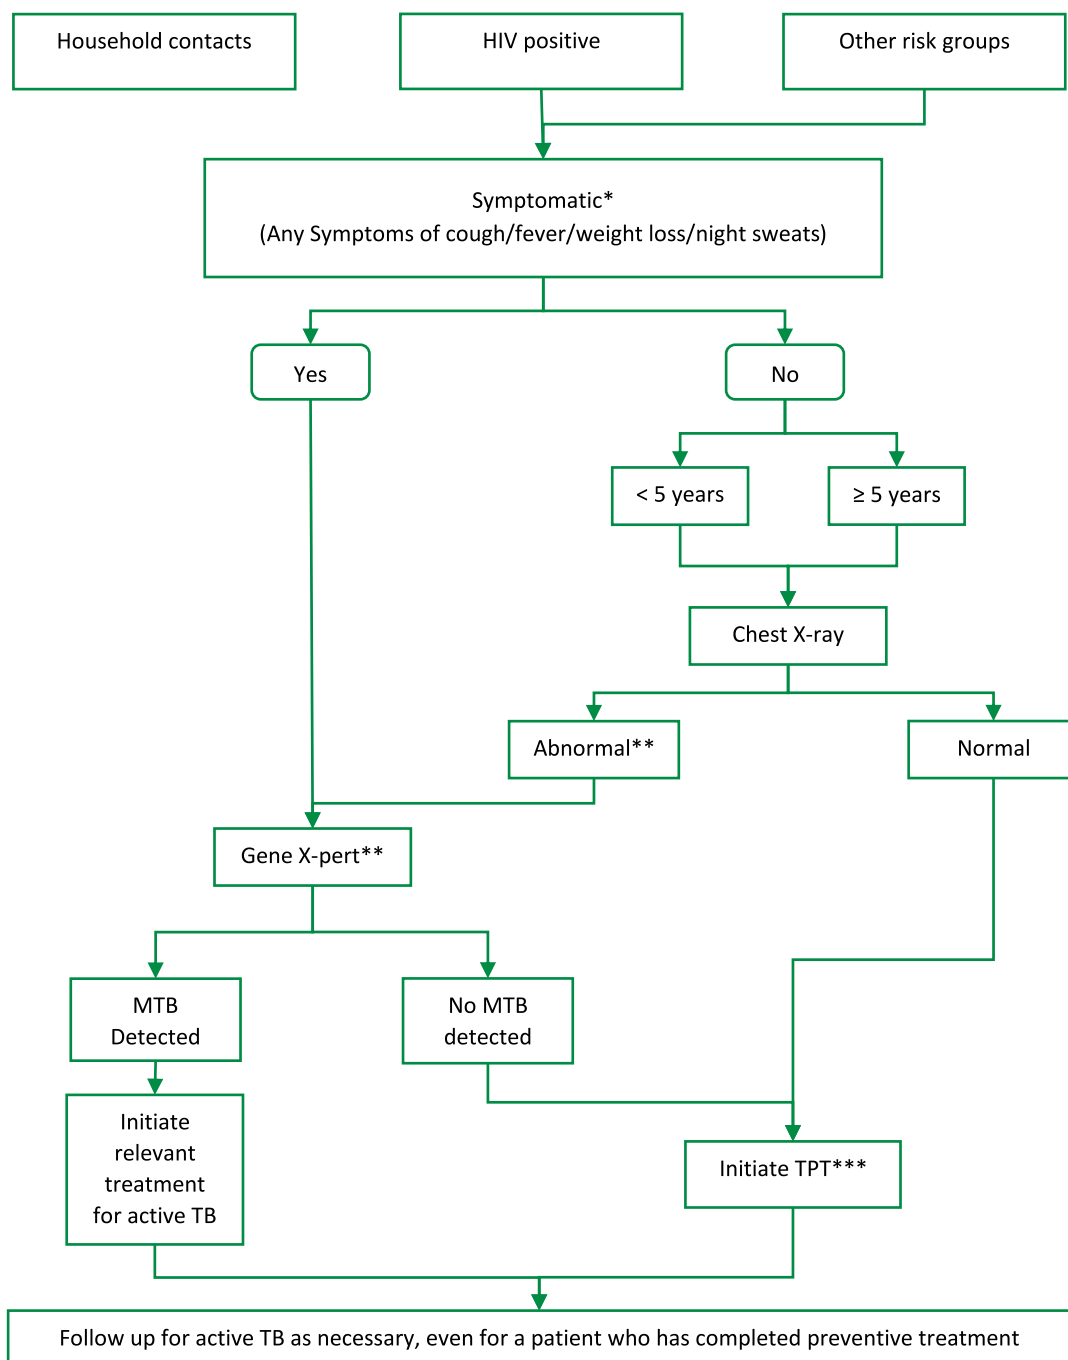 Household contacts
HIV positive
Other risk groups
Symptomatic*
(Any Symptoms of cough/fever/weight loss/night sweats)
Yes
No
< 5 years
≥ 5 years
Chest X-ray
Abnormal**
Normal
Gene X-pert**
MTB
Detected
No MTB
detected
Initiate
relevant
treatment
for active TB
Initiate TPT***
Follow up for active TB as necessary, even for a patient who has completed preventive treatment